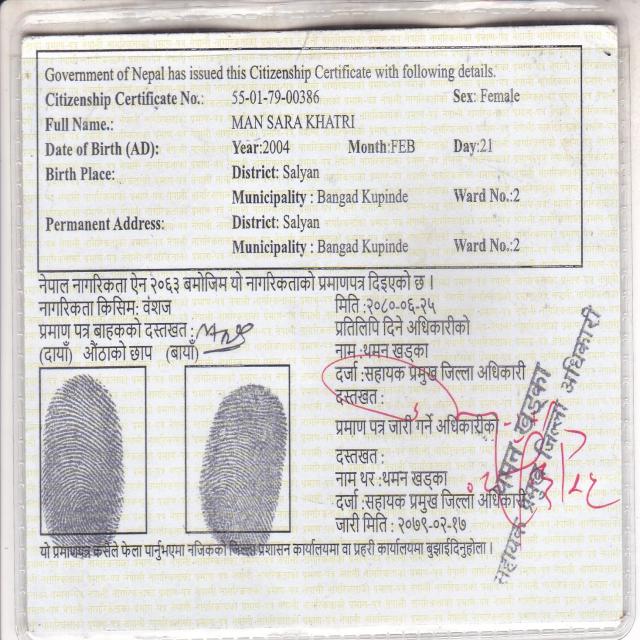 Government of Nepal has issued this Citizenship Certificate with following details.
Citizenship Certificate No.: 55-01-79-00386 Sex: Female
Full Name.: MAN SARA KHATRI
Date of Birth (AD): Year:2004 Month:FEB Day:21
Birth Place: District: Salyan
Municipality : Bangad Kupinde Ward No.:2
Permanent Address: District: Salyan
Municipality : Bangad Kupinde Ward No.:2
नेपाल नागरिकता ऐन २०६३ बमोजिम यो नागरिकताको प्रमाणपत्र दिइएको छ ।
नागरिकता किसिम: वंशज
प्रमाण पत्र बाहकको दस्तखत :
(दायाँ) औंठाको छाप (बायाँ)
मिति :२०८०-०६-२५
प्रतिलिपि दिने अधिकारीको
नाम :थमन खड्का
दर्जा :सहायक प्रमुख जिल्ला अधिकारी
दस्तखत :
प्रमाण पत्र जारी गर्ने अधिकारीको
दस्तखत :
नाम थर :थमन खड्का
दर्जा :सहायक प्रमुख जिल्ला अधिकारी
जारी मिति : २०७९-०२-१७
थमन खड्का
सहायक प्रमुख जिल्ला अधिकारी
यो प्रमाणपत्र कसैले फेला पार्नुभएमा नजिकको जिल्ला प्रशासन कार्यालयमा वा प्रहरी कार्यालयमा बुझाईदिनुहोला ।